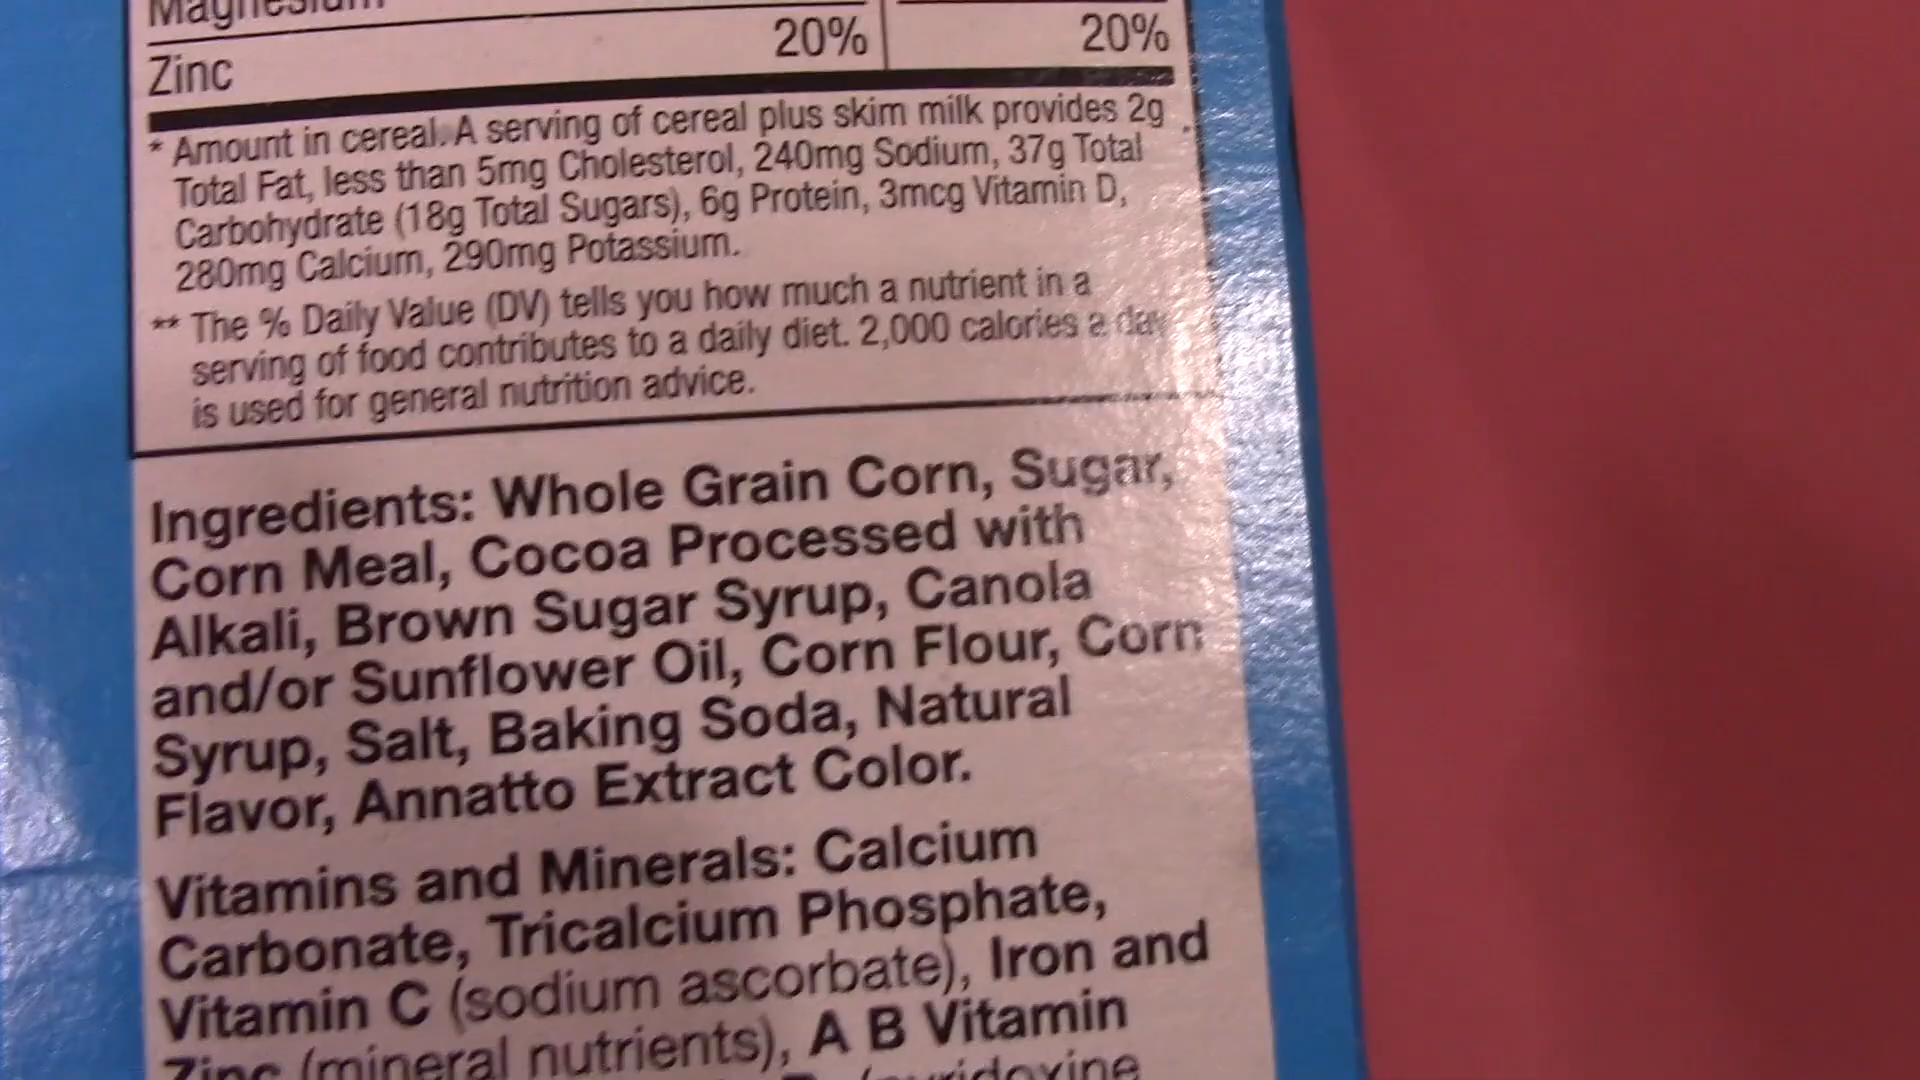 Magnesium
Zinc 20% 20%
* Amount in cereal. A serving of cereal plus skim milk provides 2g
Total Fat, less than 5mg Cholesterol, 240mg Sodium, 37g Total
Carbohydrate (18g Total Sugars), 6g Protein, 3mcg Vitamin D,
280mg Calcium, 290mg Potassium.
** The % Daily Value (DV) tells you how much a nutrient in a
serving of food contributes to a daily diet. 2,000 calories a day
is used for general nutrition advice.
Ingredients: Whole Grain Corn, Sugar,
Corn Meal, Cocoa Processed with
Alkali, Brown Sugar Syrup, Canola
and/or Sunflower Oil, Corn Flour, Corn
Syrup, Salt, Baking Soda, Natural
Flavor, Annatto Extract Color.
Vitamins and Minerals: Calcium
Carbonate, Tricalcium Phosphate,
Vitamin C (sodium ascorbate), Iron and
Zinc (mineral nutrients), A B Vitamin
(pyridoxine